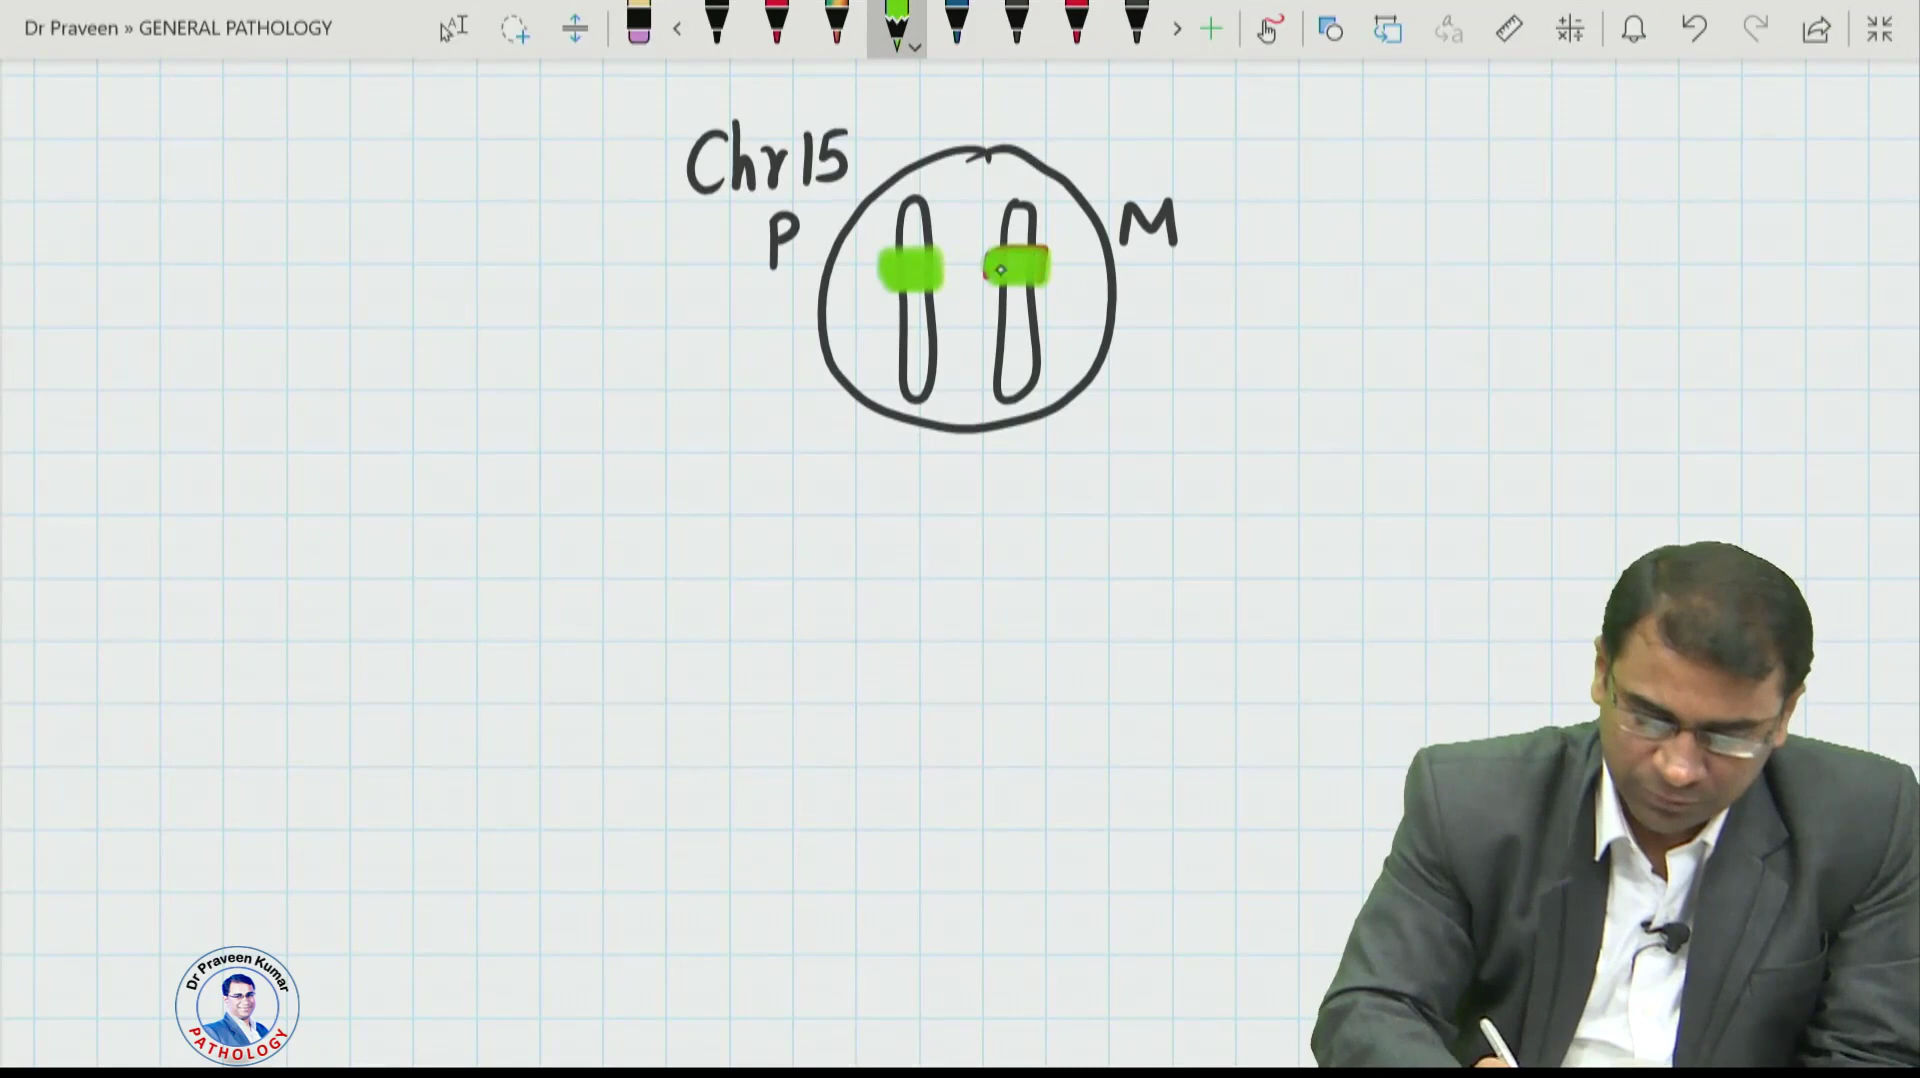 Dr Praveen » GENERAL PATHOLOGY
Chr 15
P
M
Dr Praveen Kumar
PATHOLOGY